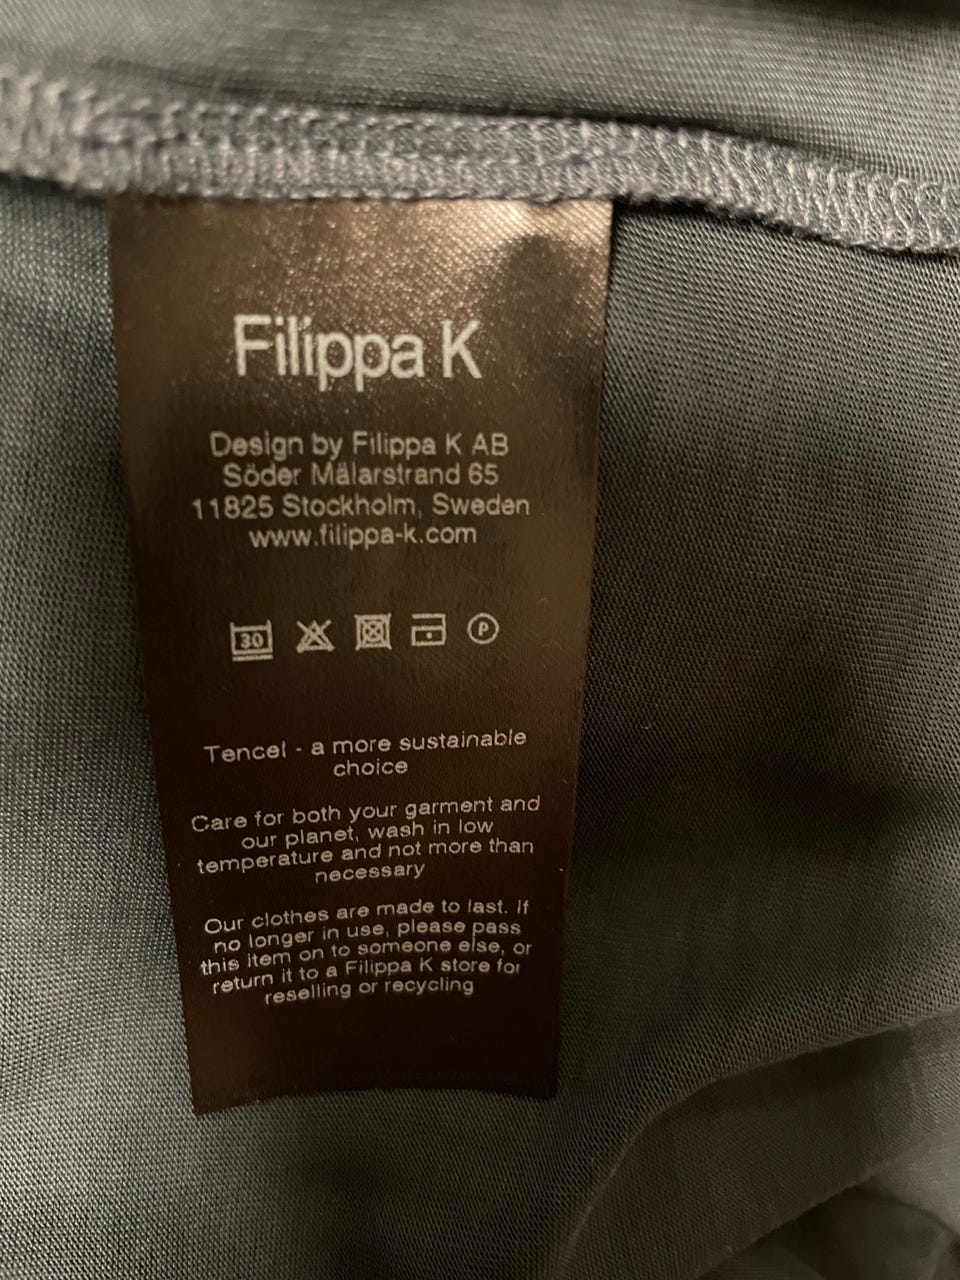 Filippa K
Design by Filippa K AB
Söder Mälarstrand 65
11825 Stockholm, Sweden
www.filippa-k.com
30 P
Tencel - a more sustainable
choice
Care for both your garment and
our planet, wash in low
temperature and not more than
necessary
Our clothes are made to last. If
no longer in use, please pass
this item on to someone else, or
return it to a Filippa K store for
reselling or recycling